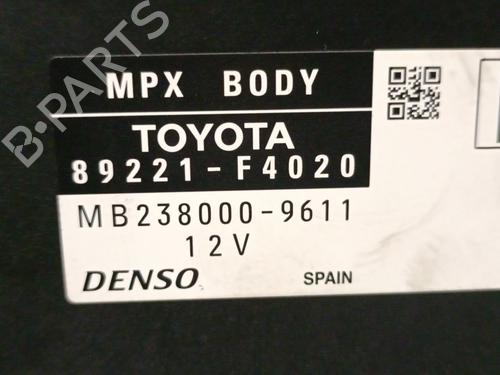 MPX BODY
TOYOTA
89221-F4020
MB238000-9611
12V
DENSO
SPAIN
B-PARTS